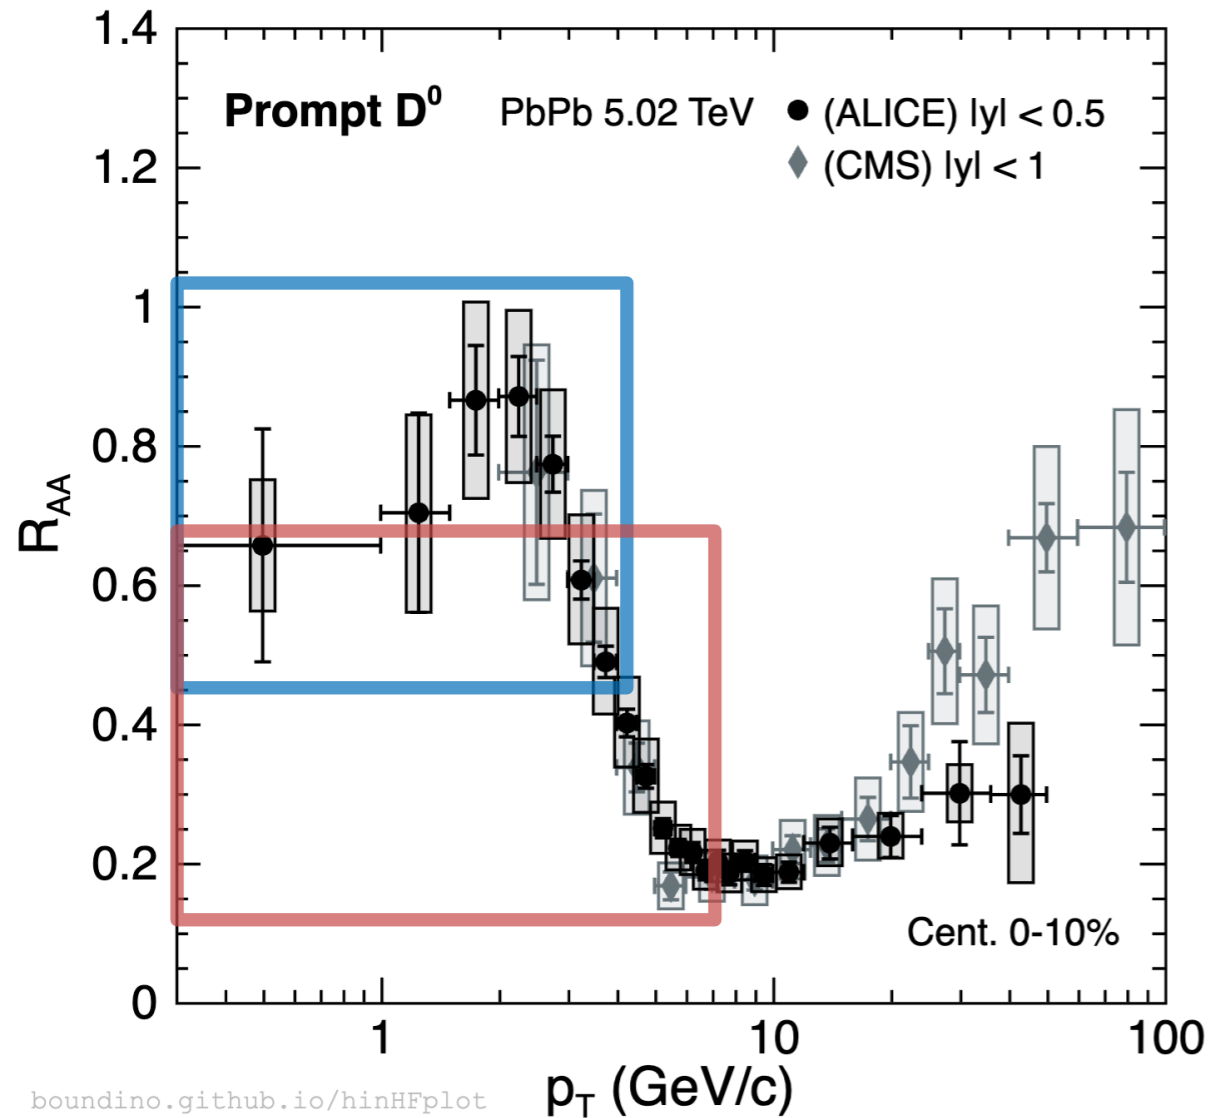 1.4
Prompt D⁰ PbPb 5.02 TeV (ALICE) |y| < 0.5
(CMS) |y| < 1
1.2
1
0.8
R_AA
0.6
0.4
0.2
Cent. 0-10%
0
1 10 100
p_T (GeV/c)
boundino.github.io/hinHFplot